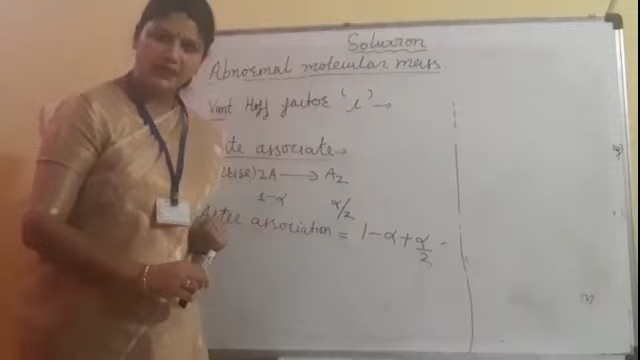 Solution
Abnormal molecular mass
Vant Hoff factor 'i' →
te associate→
2A ⟶ A₂
1-α α/2
After association = 1-α+α/2